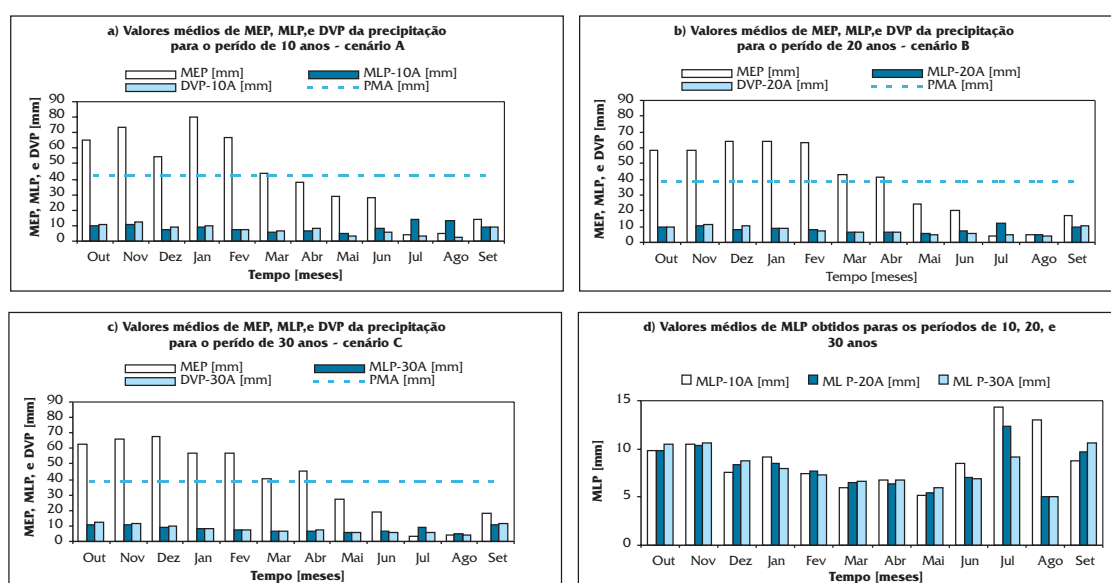 a) Valores médios de MEP, MLP,e DVP da precipitação
para o perído de 10 anos - cenário A
MEP [mm]
MLP-10A [mm]
DVP-10A [mm]
PMA [mm]
MEP, MLP, e DVP [mm]
90
80
70
60
50
40
30
20
10
0
Out Nov Dez Jan Fev Mar Abr Mai Jun Jul Ago Set
Tempo [meses]
b) Valores médios de MEP, MLP,e DVP da precipitação
para o perído de 20 anos - cenário B
MEP [mm]
MLP-20A [mm]
DVP-20A [mm]
PMA [mm]
MEP, MLP, e DVP [mm]
90
80
70
60
50
40
30
20
10
0
Out Nov Dez Jan Fev Mar Abr Mai Jun Jul Ago Set
Tempo [meses]
c) Valores médios de MEP, MLP,e DVP da precipitação
para o perído de 30 anos - cenário C
MEP [mm]
MLP-30A [mm]
DVP-30A [mm]
PMA [mm]
MEP, MLP, e DVP [mm]
90
80
70
60
50
40
30
20
10
0
Out Nov Dez Jan Fev Mar Abr Mai Jun Jul Ago Set
Tempo [meses]
d) Valores médios de MLP obtidos paras os períodos de 10, 20, e
30 anos
MLP-10A [mm] ML P-20A [mm] ML P-30A [mm]
MLP [mm]
15
10
5
0
Out Nov Dez Jan Fev Mar Abr Mai Jun Jul Ago Set
Tempo [meses]